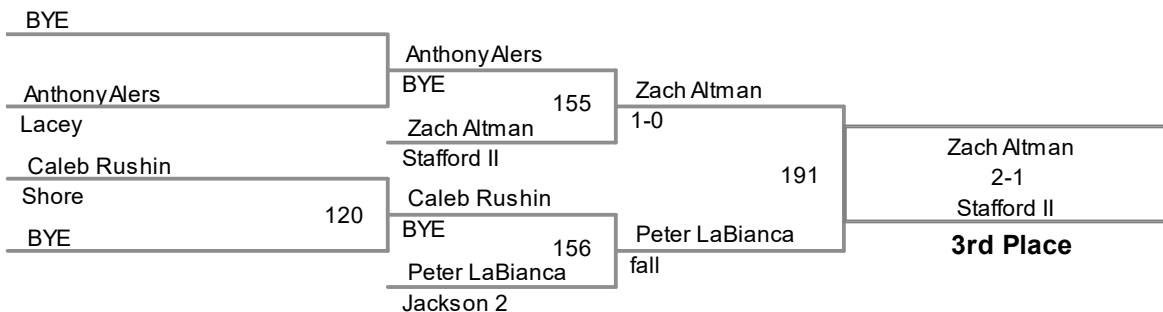 BYE
Anthony Alers
Lacey
Caleb Rushin
Shore
120
BYE
Anthony Alers
BYE
155
Zach Altman
Stafford II
Caleb Rushin
BYE
156
Peter LaBianca
Jackson 2
Zach Altman
1-0
191
Peter LaBianca
fall
Zach Altman
2-1
Stafford II
3rd Place